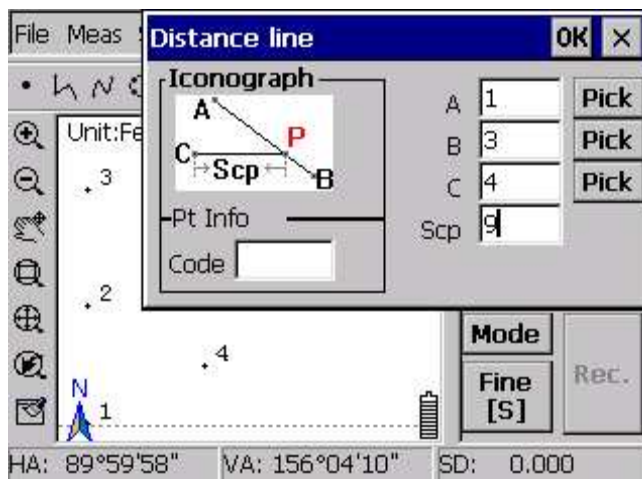 File Meas
Distance line OK ×
Iconograph
A
C P
Scp B
Pt Info
Code
A 1 Pick
B 3 Pick
C 4 Pick
Scp 9
Unit:Fe
3
2
4
N
1
Mode
Fine
[S]
Rec.
HA: 89°59'58" VA: 156°04'10" SD: 0.000